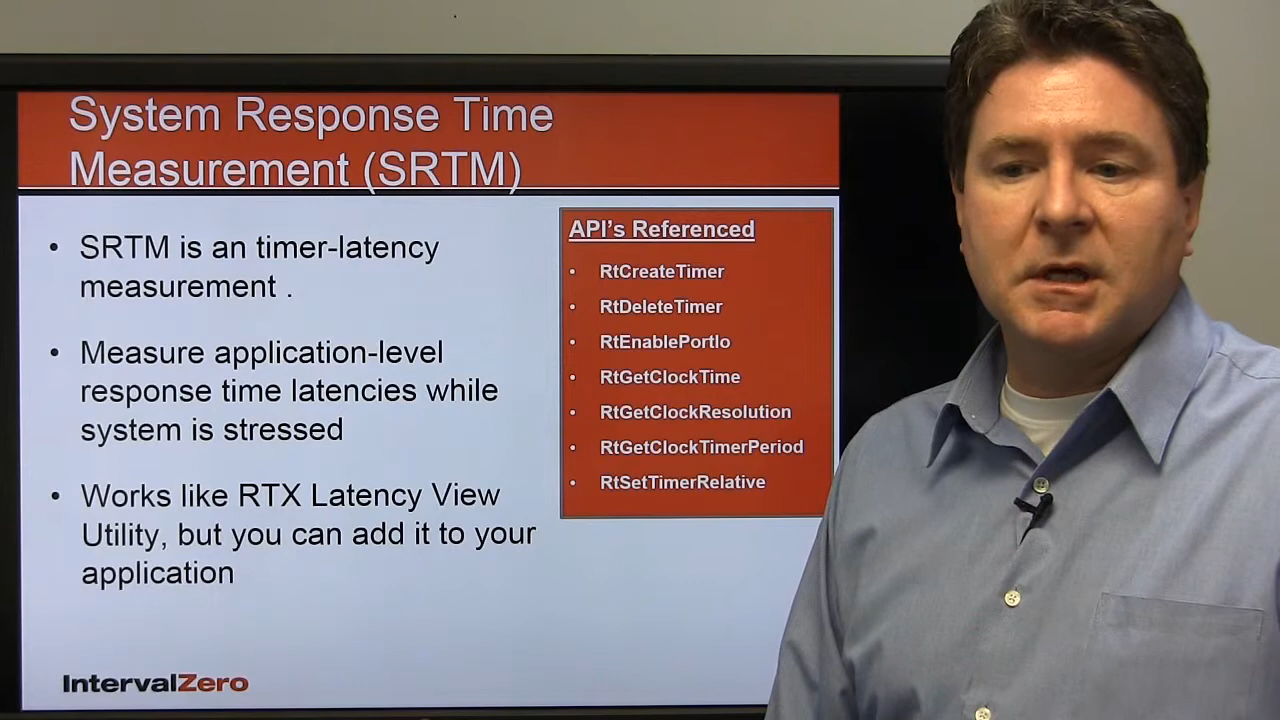 System Response Time
Measurement (SRTM)
• SRTM is an timer-latency
measurement .
• Measure application-level
response time latencies while
system is stressed
• Works like RTX Latency View
Utility, but you can add it to your
application
API's Referenced
• RtCreateTimer
• RtDeleteTimer
• RtEnablePortIo
• RtGetClockTime
• RtGetClockResolution
• RtGetClockTimerPeriod
• RtSetTimerRelative
IntervalZero